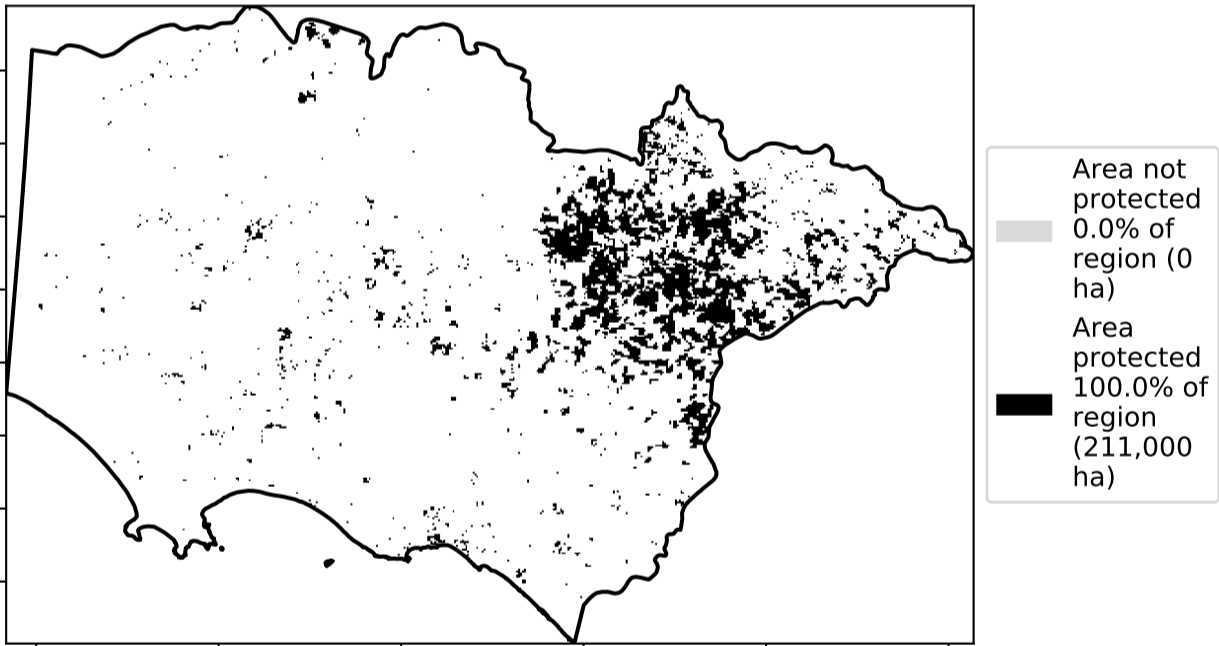 Area not
protected
0.0% of
region (0
ha)
Area
protected
100.0% of
region
(211,000
ha)